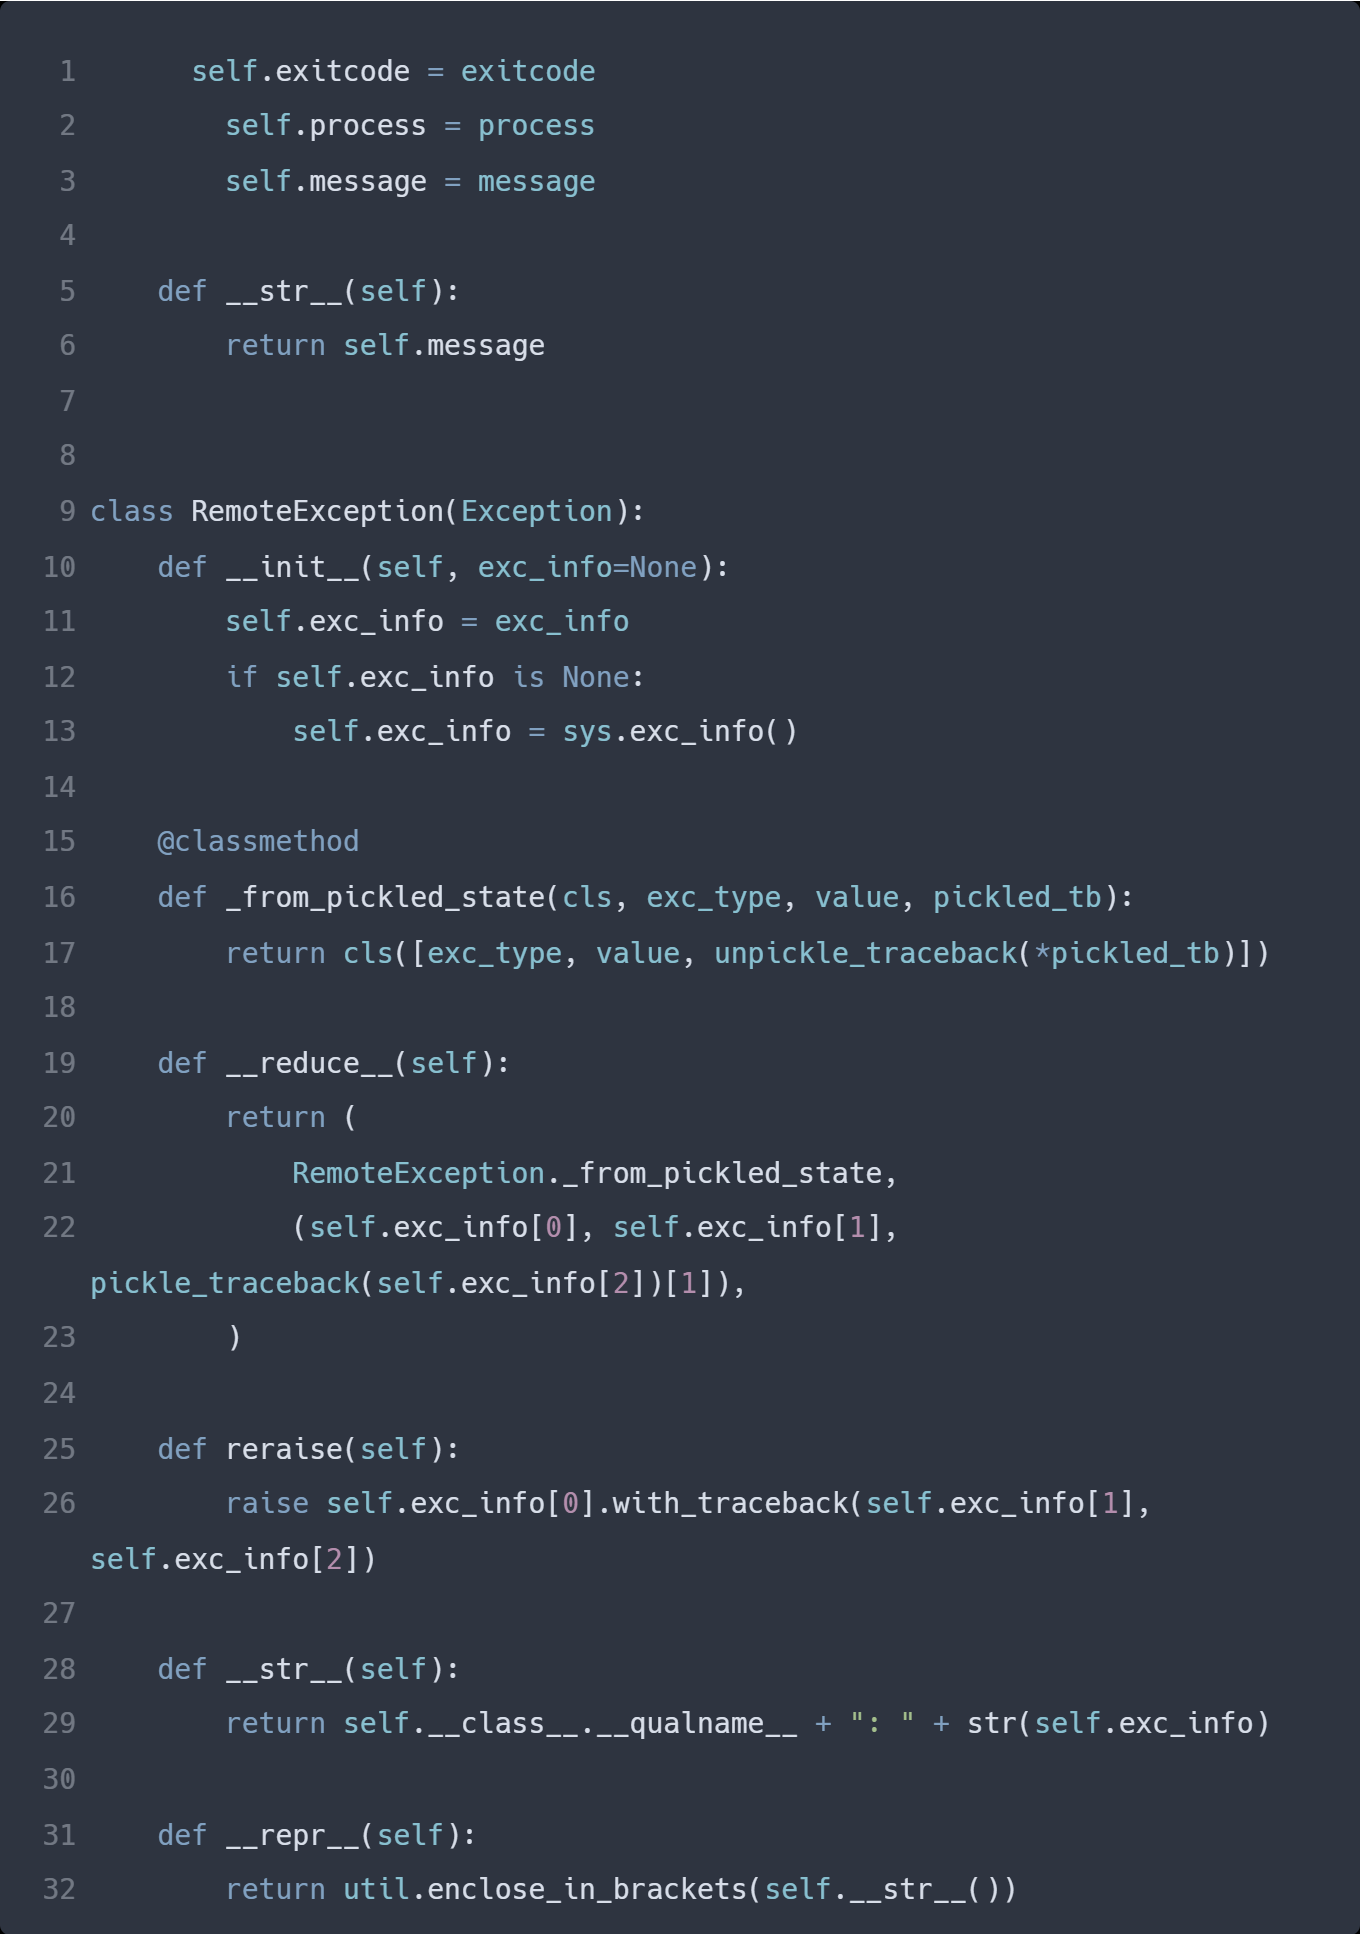 1 self.exitcode = exitcode
2 self.process = process
3 self.message = message
4
5 def __str__(self):
6 return self.message
7
8
9 class RemoteException(Exception):
10 def __init__(self, exc_info=None):
11 self.exc_info = exc_info
12 if self.exc_info is None:
13 self.exc_info = sys.exc_info()
14
15 @classmethod
16 def _from_pickled_state(cls, exc_type, value, pickled_tb):
17 return cls([exc_type, value, unpickle_traceback(*pickled_tb)])
18
19 def __reduce__(self):
20 return (
21 RemoteException._from_pickled_state,
22 (self.exc_info[0], self.exc_info[1],
pickle_traceback(self.exc_info[2])[1]),
23 )
24
25 def reraise(self):
26 raise self.exc_info[0].with_traceback(self.exc_info[1],
self.exc_info[2])
27
28 def __str__(self):
29 return self.__class__.__qualname__ + ": " + str(self.exc_info)
30
31 def __repr__(self):
32 return util.enclose_in_brackets(self.__str__())